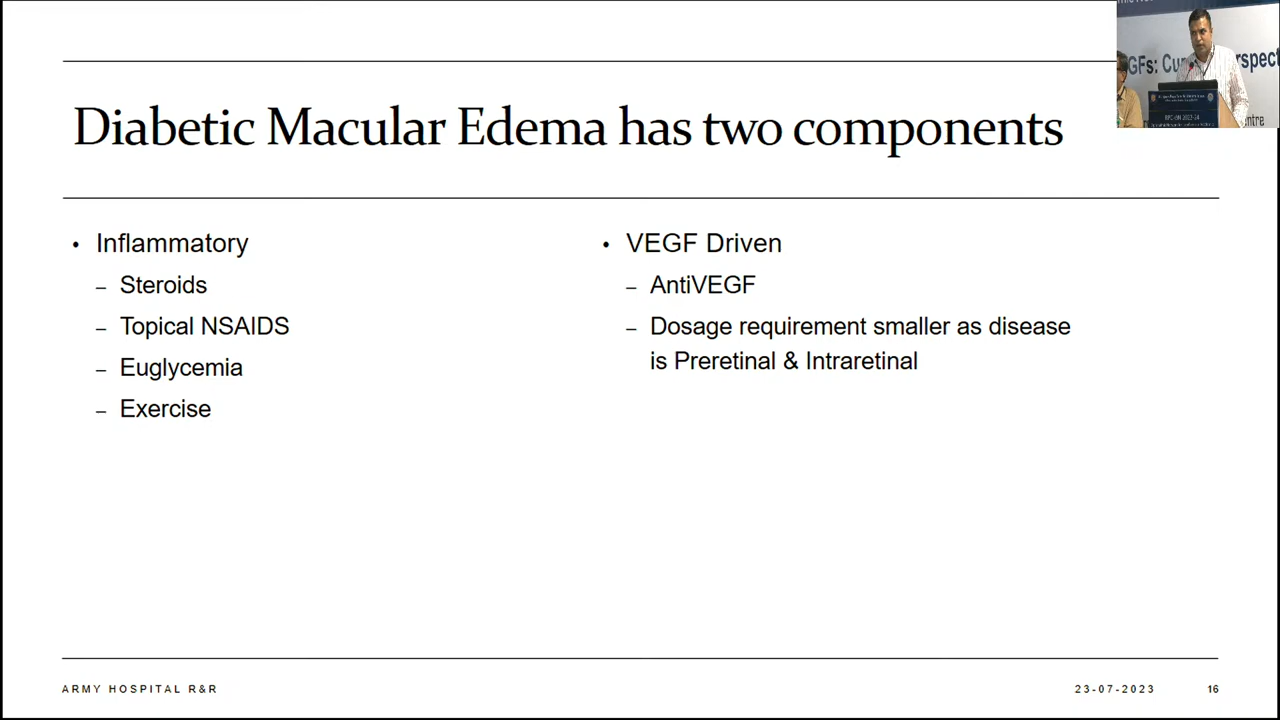 Diabetic Macular Edema has two components
• Inflammatory
– Steroids
– Topical NSAIDS
– Euglycemia
– Exercise
• VEGF Driven
– AntiVEGF
– Dosage requirement smaller as disease
is Preretinal & Intraretinal
ARMY HOSPITAL R&R
23-07-2023
16